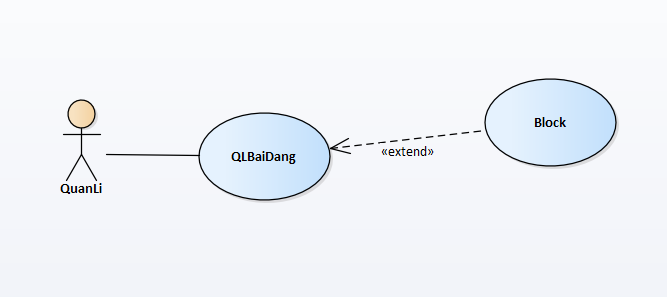 QuanLi
QLBaiDang
«extend»
Block